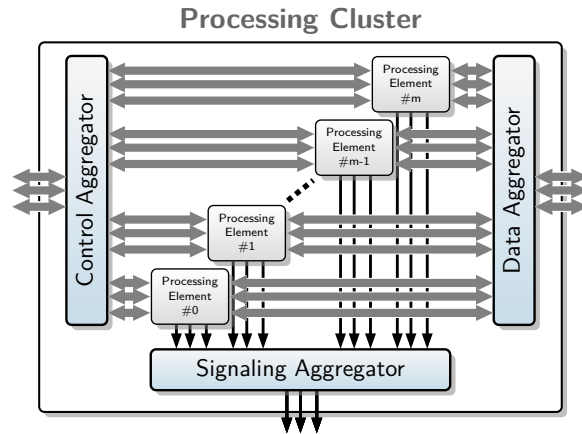 Processing Cluster
Control Aggregator
Processing
Element
#m
Processing
Element
#m-1
Processing
Element
#1
Processing
Element
#0
Data Aggregator
Signaling Aggregator